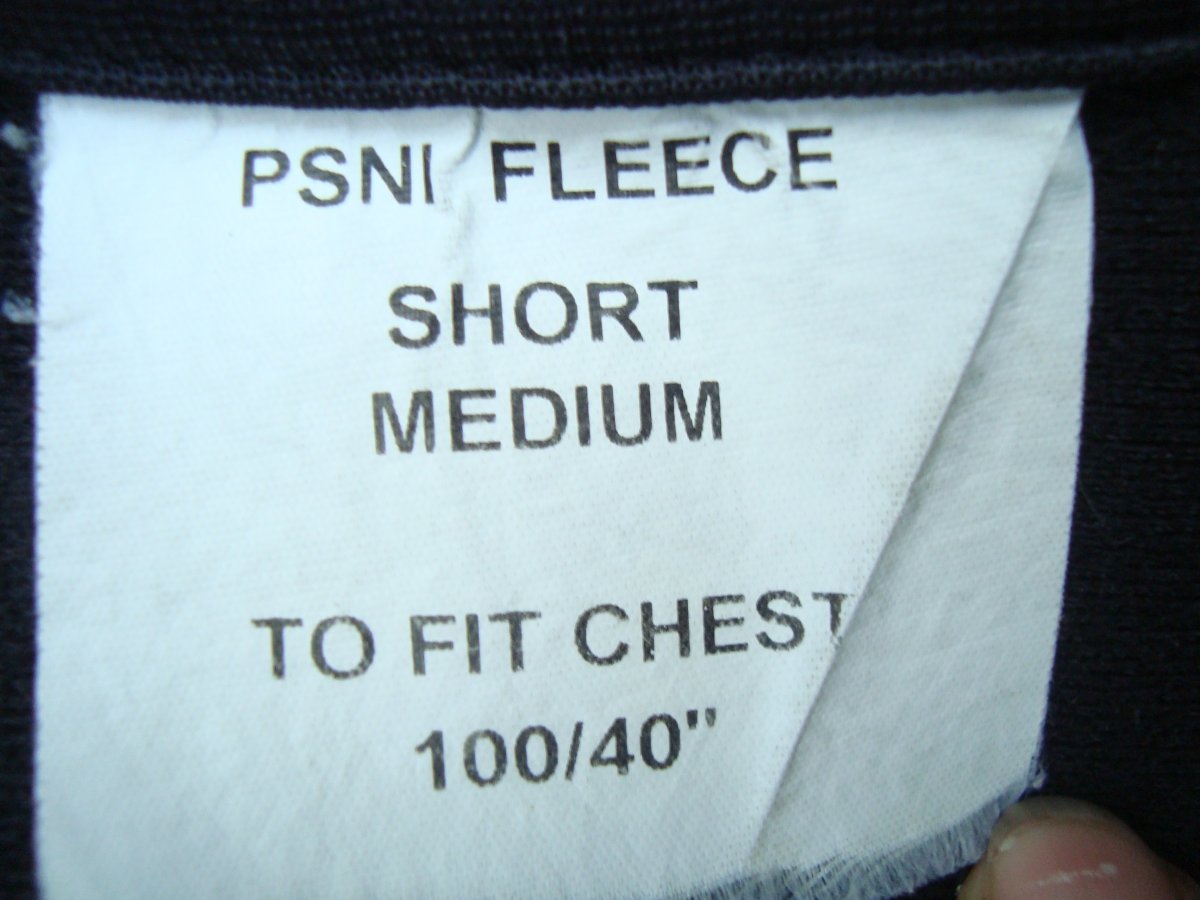 PSNI FLEECE
SHORT
MEDIUM
TO FIT CHEST
100/40"